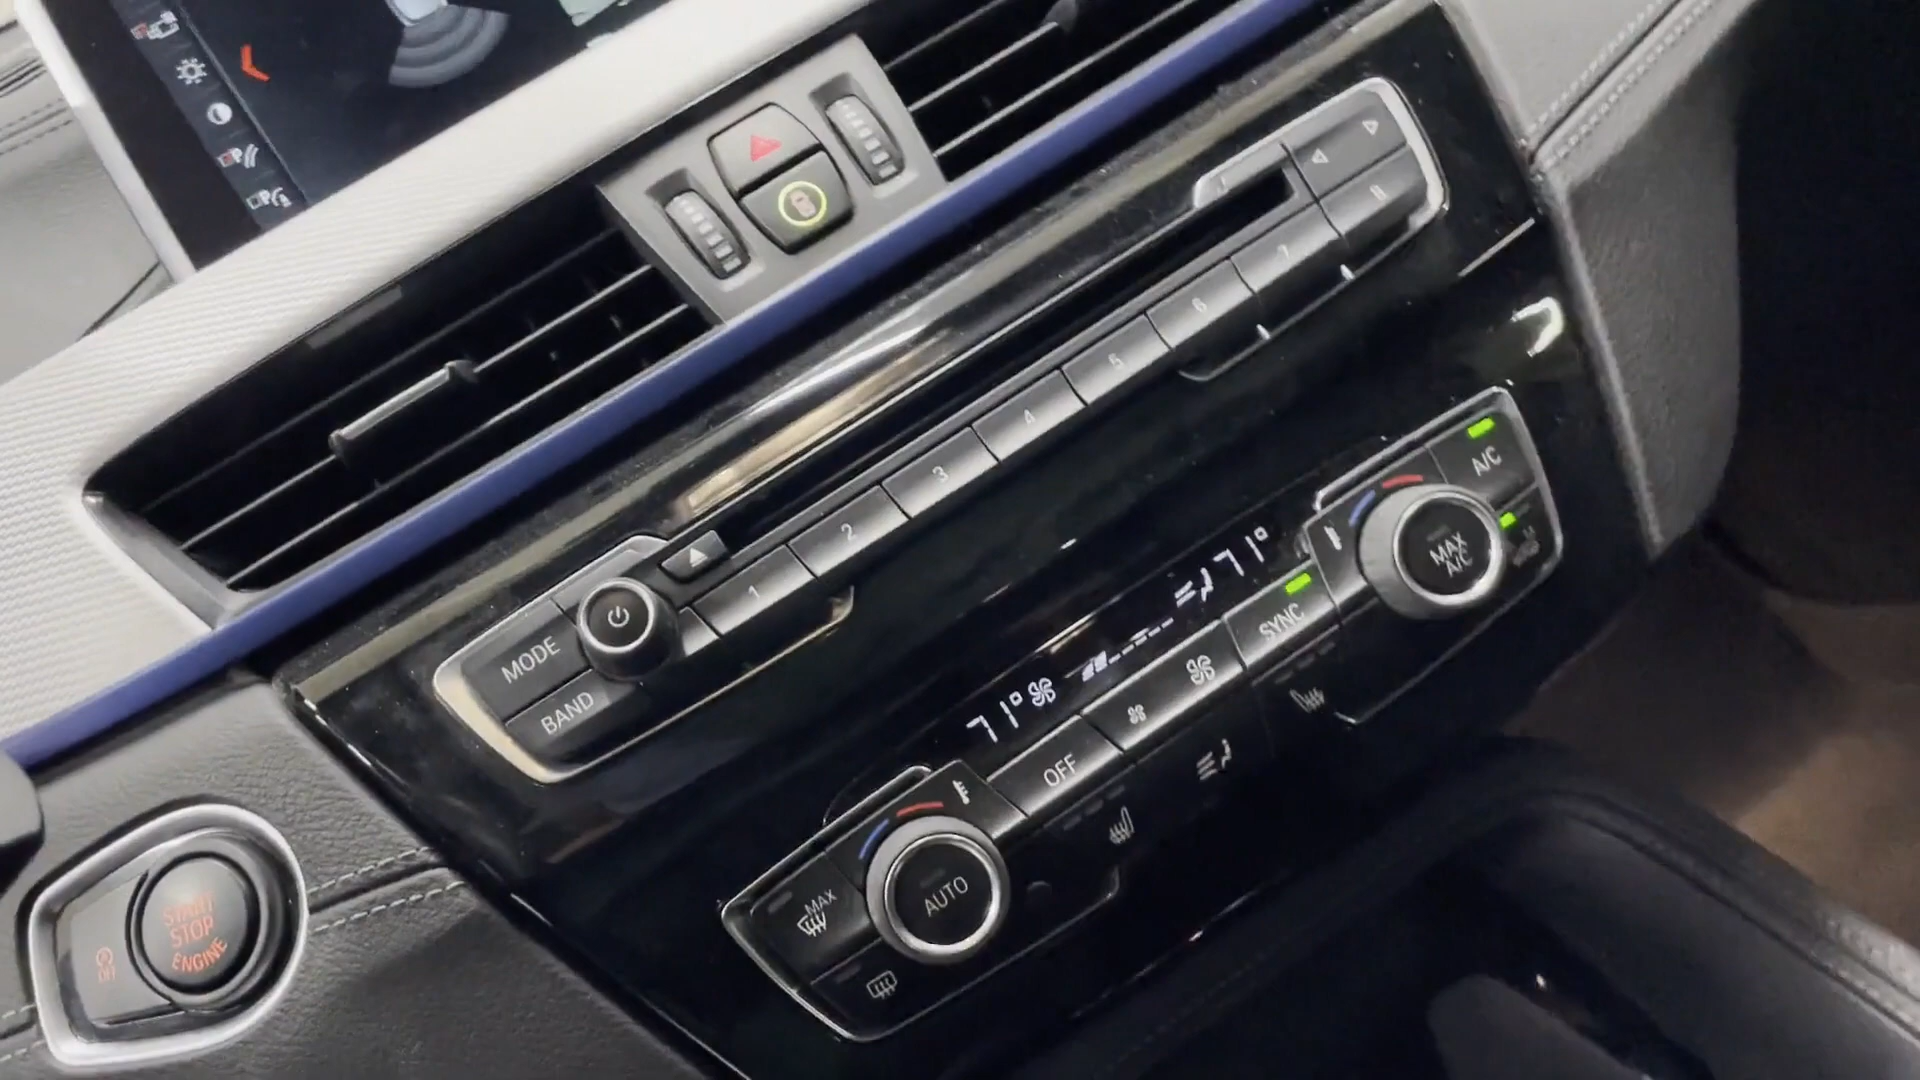 1
2
3
4
5
6
7
MODE
BAND
71°
71°
A/C
MAX
A/C
SYNC
OFF
AUTO
MAX
START
STOP
ENGINE
OFF